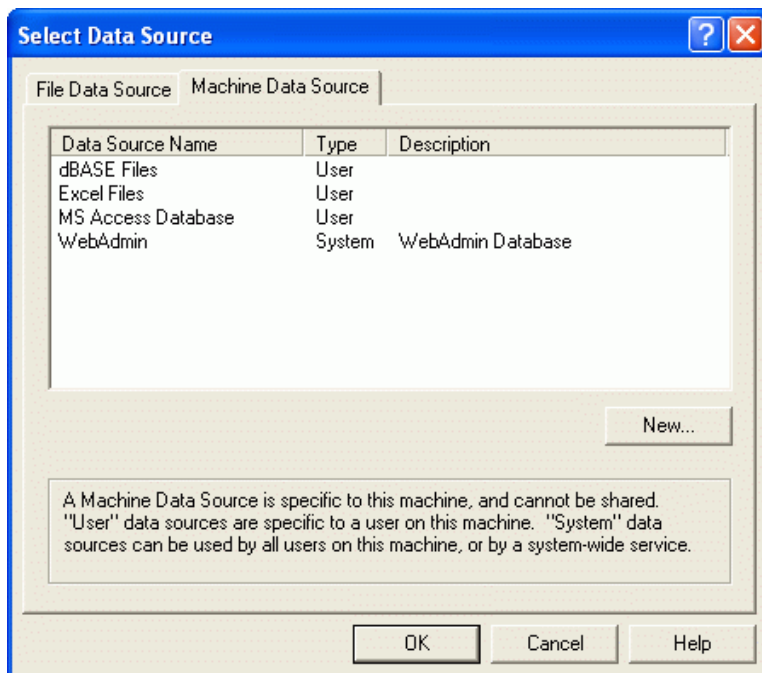 Select Data Source
File Data Source Machine Data Source
Data Source Name Type Description
dBASE Files User
Excel Files User
MS Access Database User
WebAdmin System WebAdmin Database
New...
A Machine Data Source is specific to this machine, and cannot be shared.
"User" data sources are specific to a user on this machine. "System" data
sources can be used by all users on this machine, or by a system-wide service.
OK Cancel Help